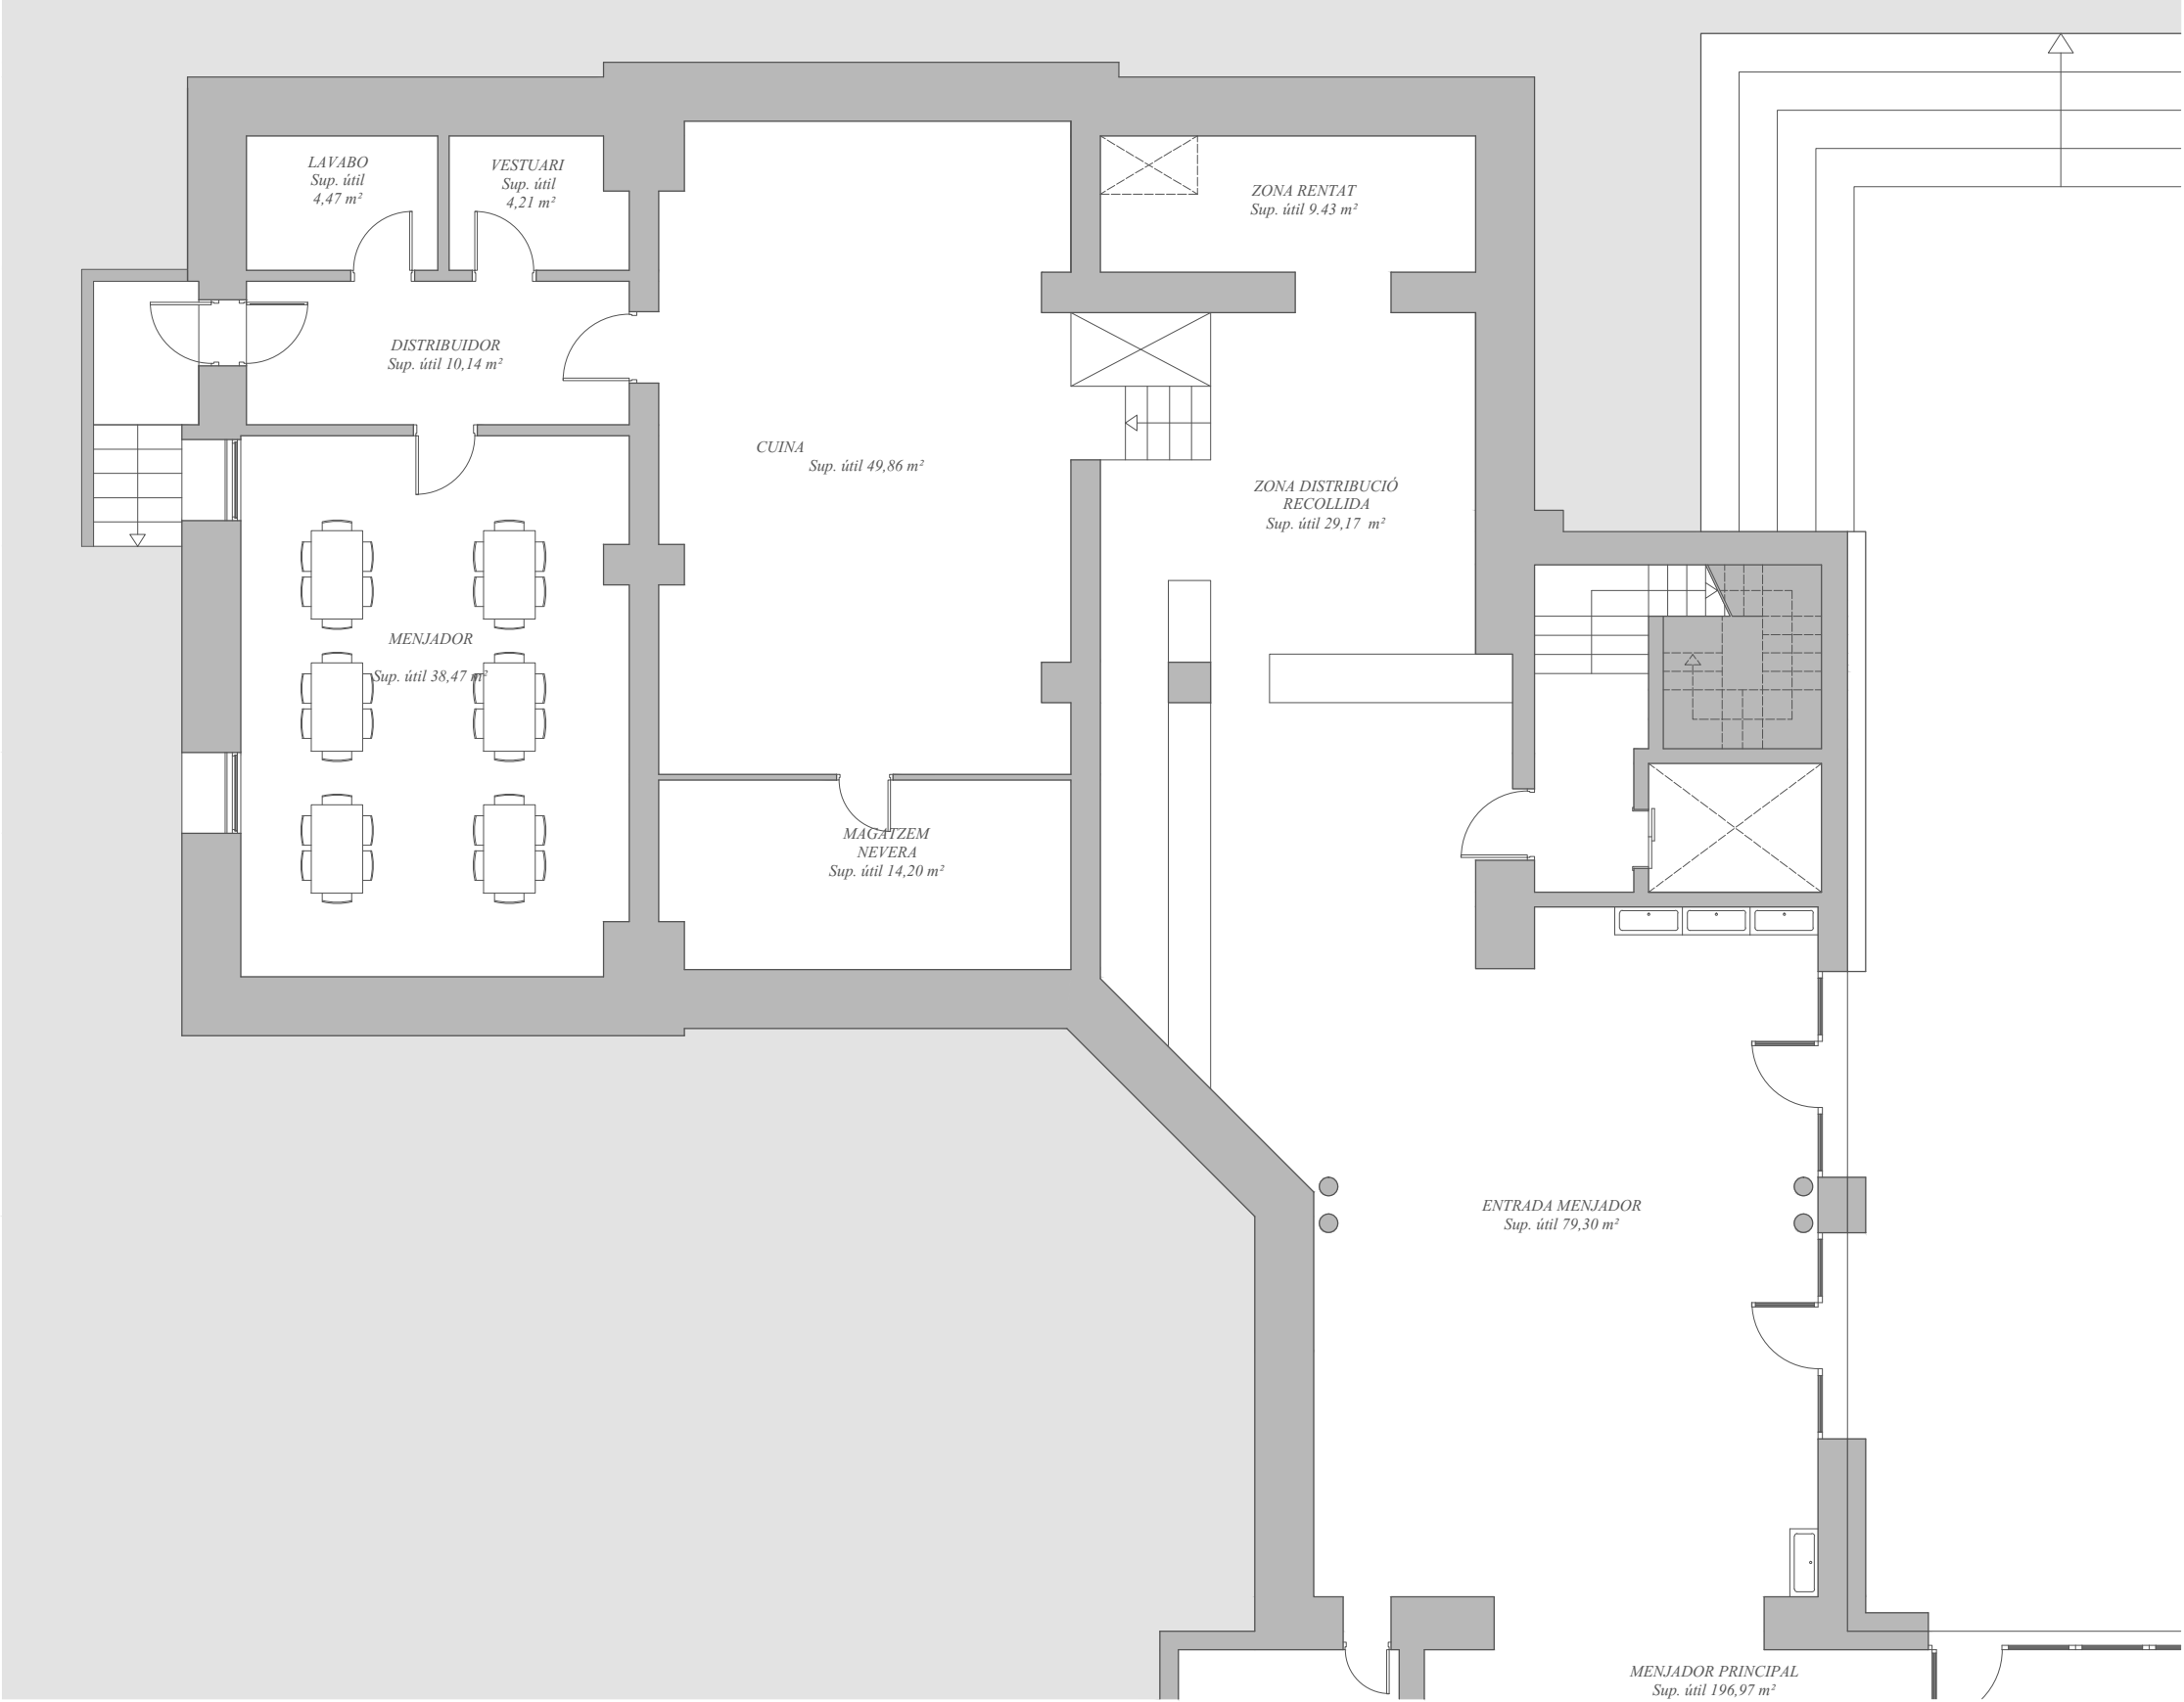 LAVABO
Sup. útil
4,47 m²
VESTUARI
Sup. útil
4,21 m²
ZONA RENTAT
Sup. útil 9.43 m²
DISTRIBUIDOR
Sup. útil 10,14 m²
CUINA
Sup. útil 49,86 m²
ZONA DISTRIBUCIÓ
RECOLLIDA
Sup. útil 29,17 m²
MENJADOR
Sup. útil 38,47 m²
MAGATZEM
NEVERA
Sup. útil 14,20 m²
ENTRADA MENJADOR
Sup. útil 79,30 m²
MENJADOR PRINCIPAL
Sup. útil 196,97 m²